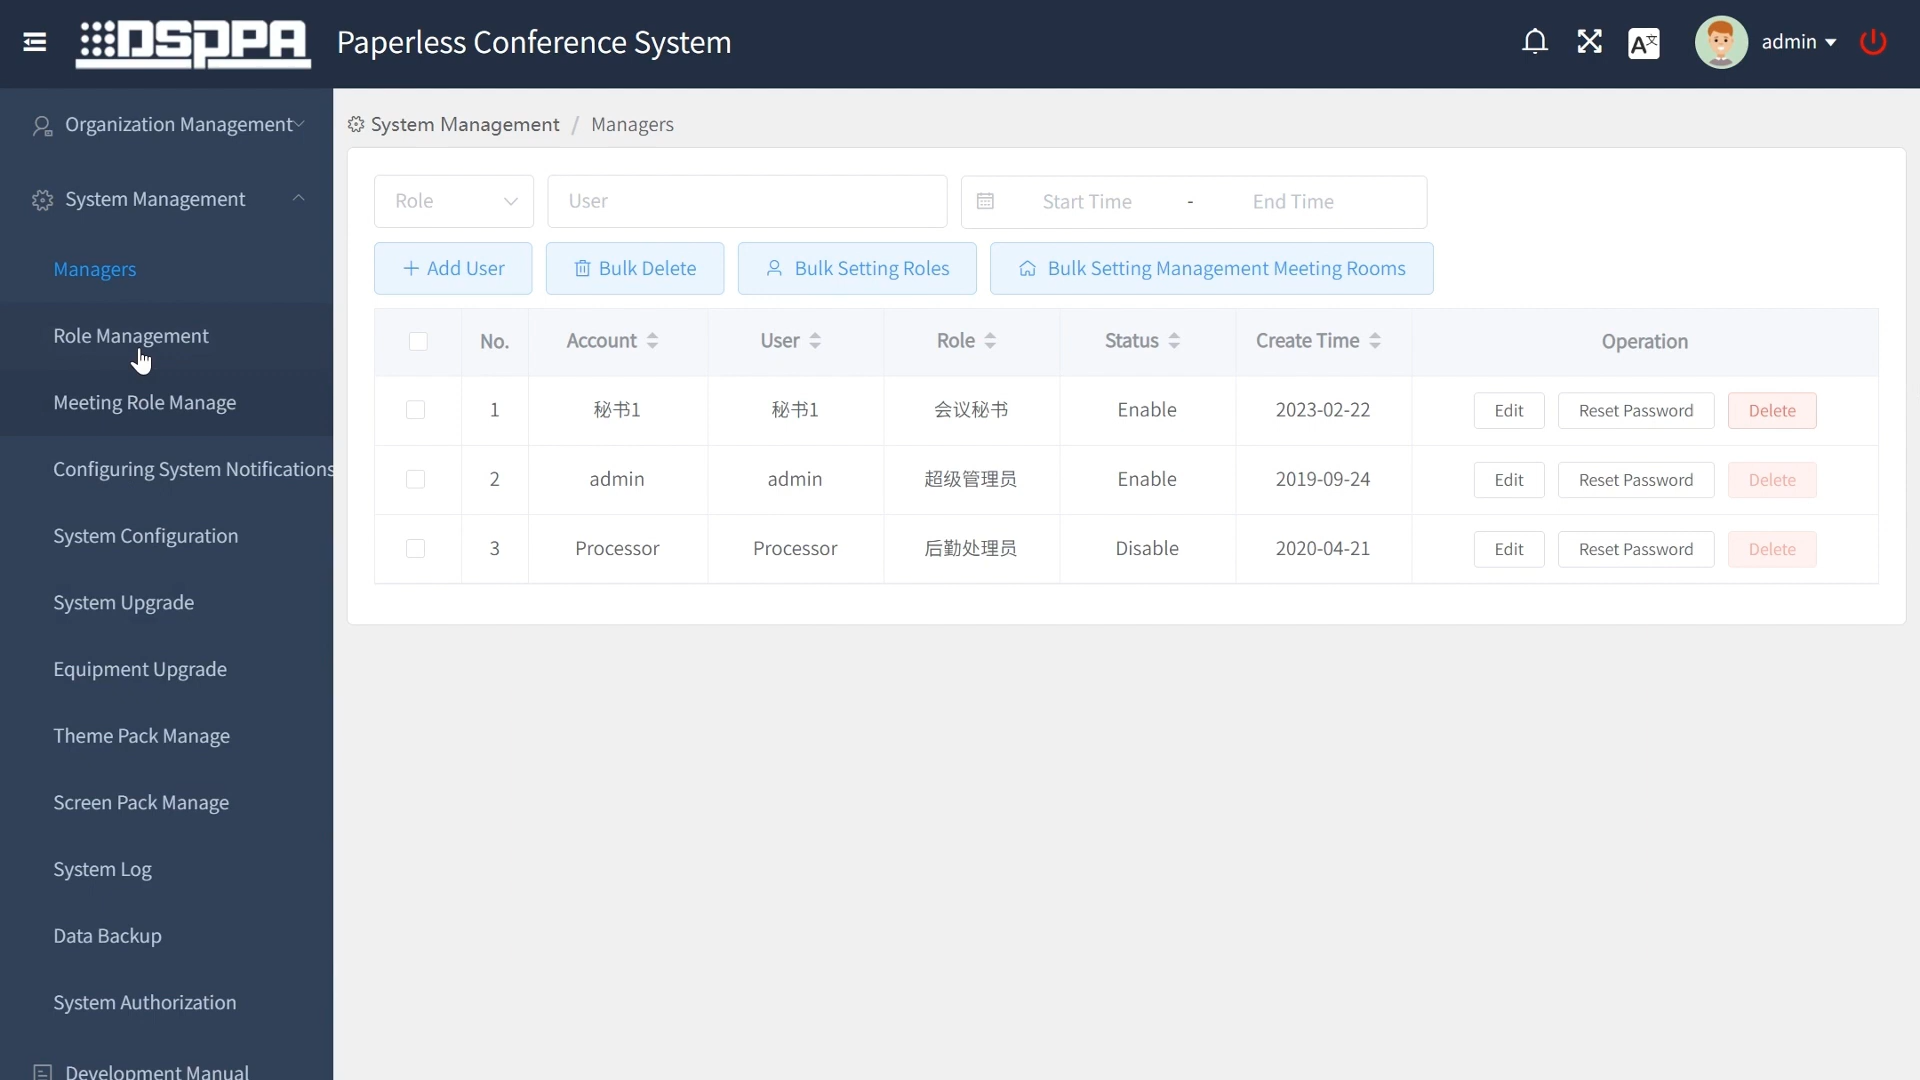 DSPPA Paperless Conference System
A文
admin
Organization Management
System Management
Managers
Role Management
Meeting Role Manage
Configuring System Notifications
System Configuration
System Upgrade
Equipment Upgrade
Theme Pack Manage
Screen Pack Manage
System Log
Data Backup
System Authorization
Development Manual
System Management / Managers
Role User Start Time - End Time
+ Add User Bulk Delete Bulk Setting Roles Bulk Setting Management Meeting Rooms
No. Account User Role Status Create Time Operation
1 秘书1 秘书1 会议秘书 Enable 2023-02-22 Edit Reset Password Delete
2 admin admin 超级管理员 Enable 2019-09-24 Edit Reset Password Delete
3 Processor Processor 后勤处理员 Disable 2020-04-21 Edit Reset Password Delete